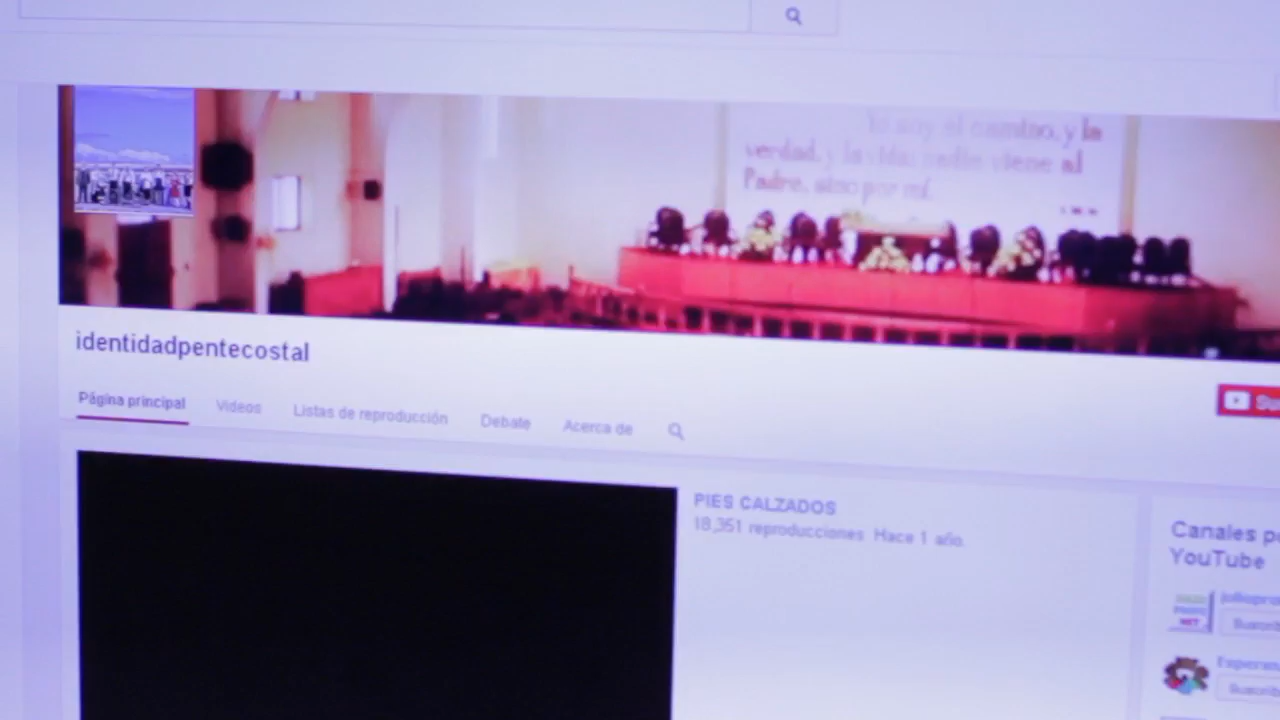 Yo soy el camino, y la
verdad, y la vida; nadie viene al
Padre, sino por mí.
identidadpentecostal
Página principal
Videos
Listas de reproducción
Debate
Acerca de
PIES CALZADOS
18,351 reproducciones Hace 1 año
Canales
YouTube